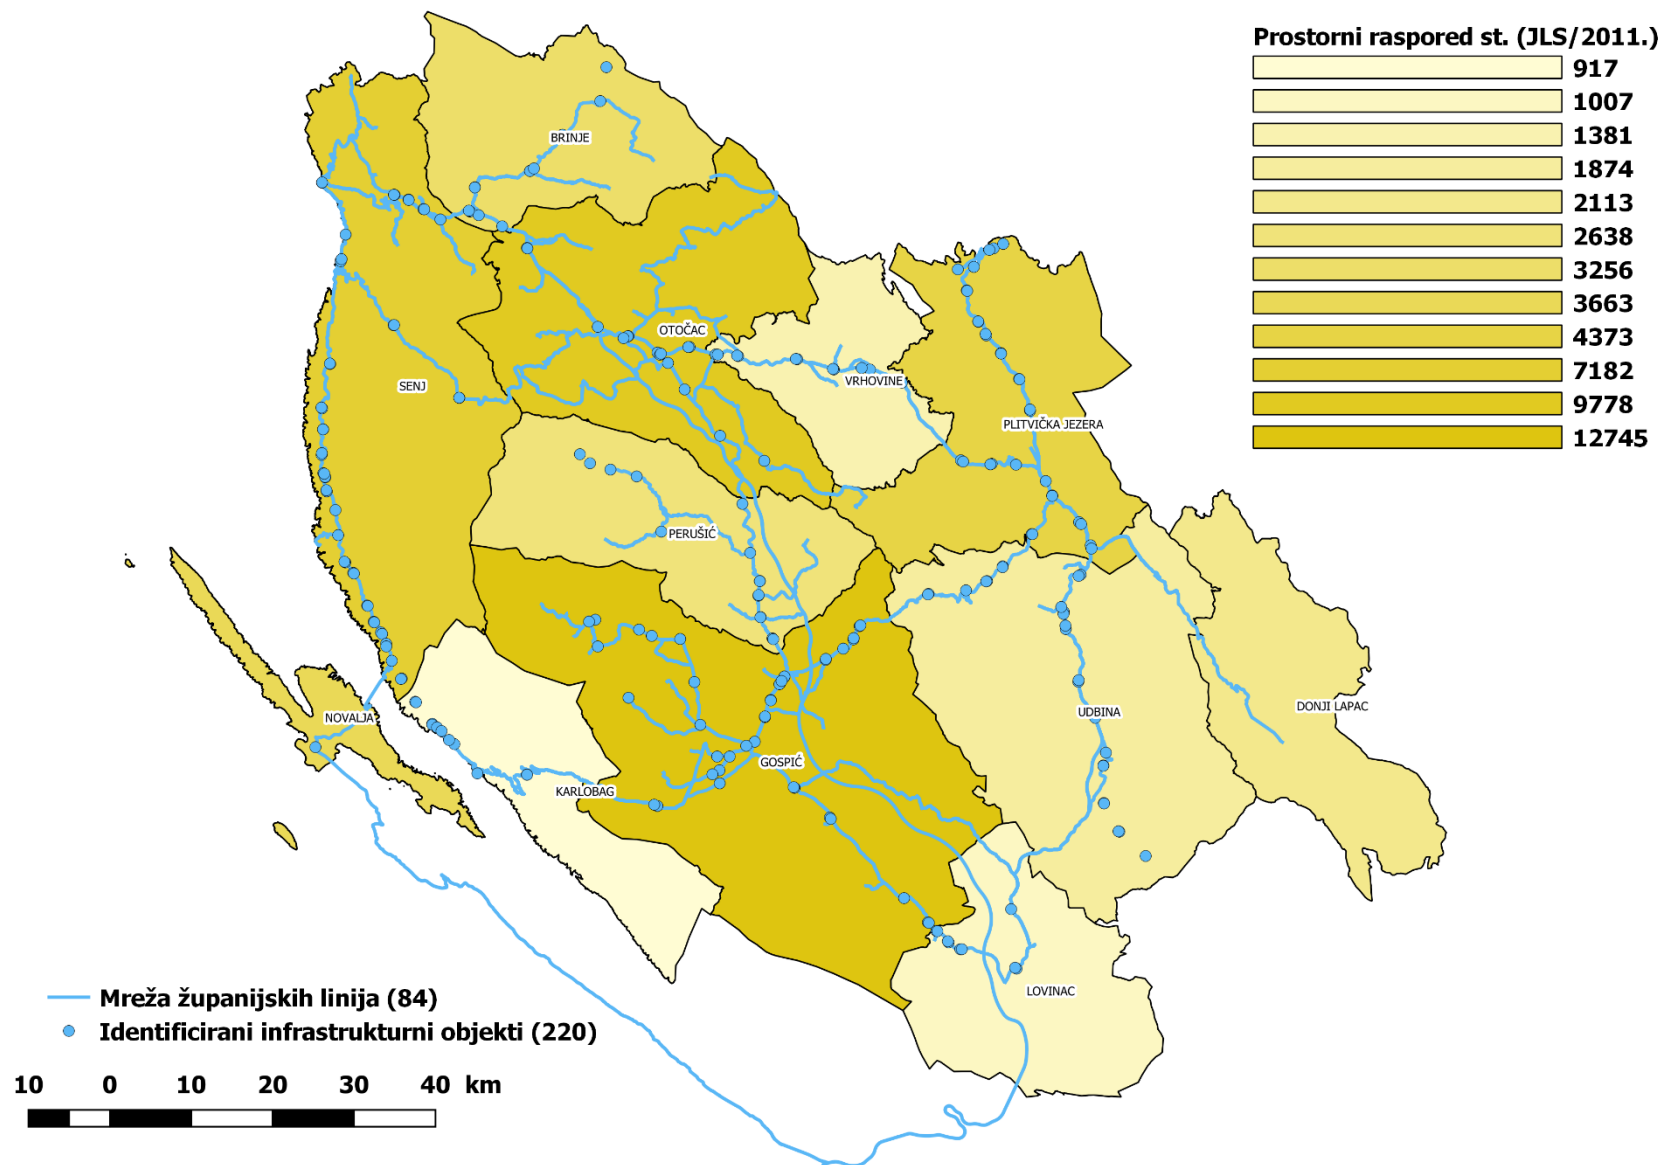 Prostorni raspored st. (JLS/2011.)
917
1007
1381
1874
2113
2638
3256
3663
4373
7182
9778
12745
BRINJE
OTOČAC
SENJ
VRHOVINE
PLITVIČKA JEZERA
PERUŠIĆ
NOVALJA
UDBINA
DONJI LAPAC
GOSPIĆ
KARLOBAG
LOVINAC
Mreža županijskih linija (84)
Identificirani infrastrukturni objekti (220)
10 0 10 20 30 40 km